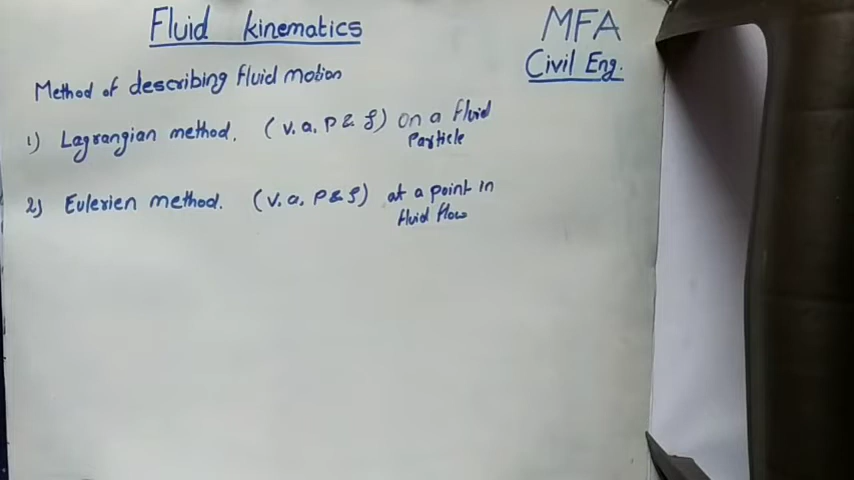 Fluid kinematics
MFA
Civil Eng.
Method of describing Fluid motion
1) Lagrangian method. (v. a. P & ρ) on a fluid
Particle
2) Eulerien method. (v. a. P & ρ) at a point in
fluid flow